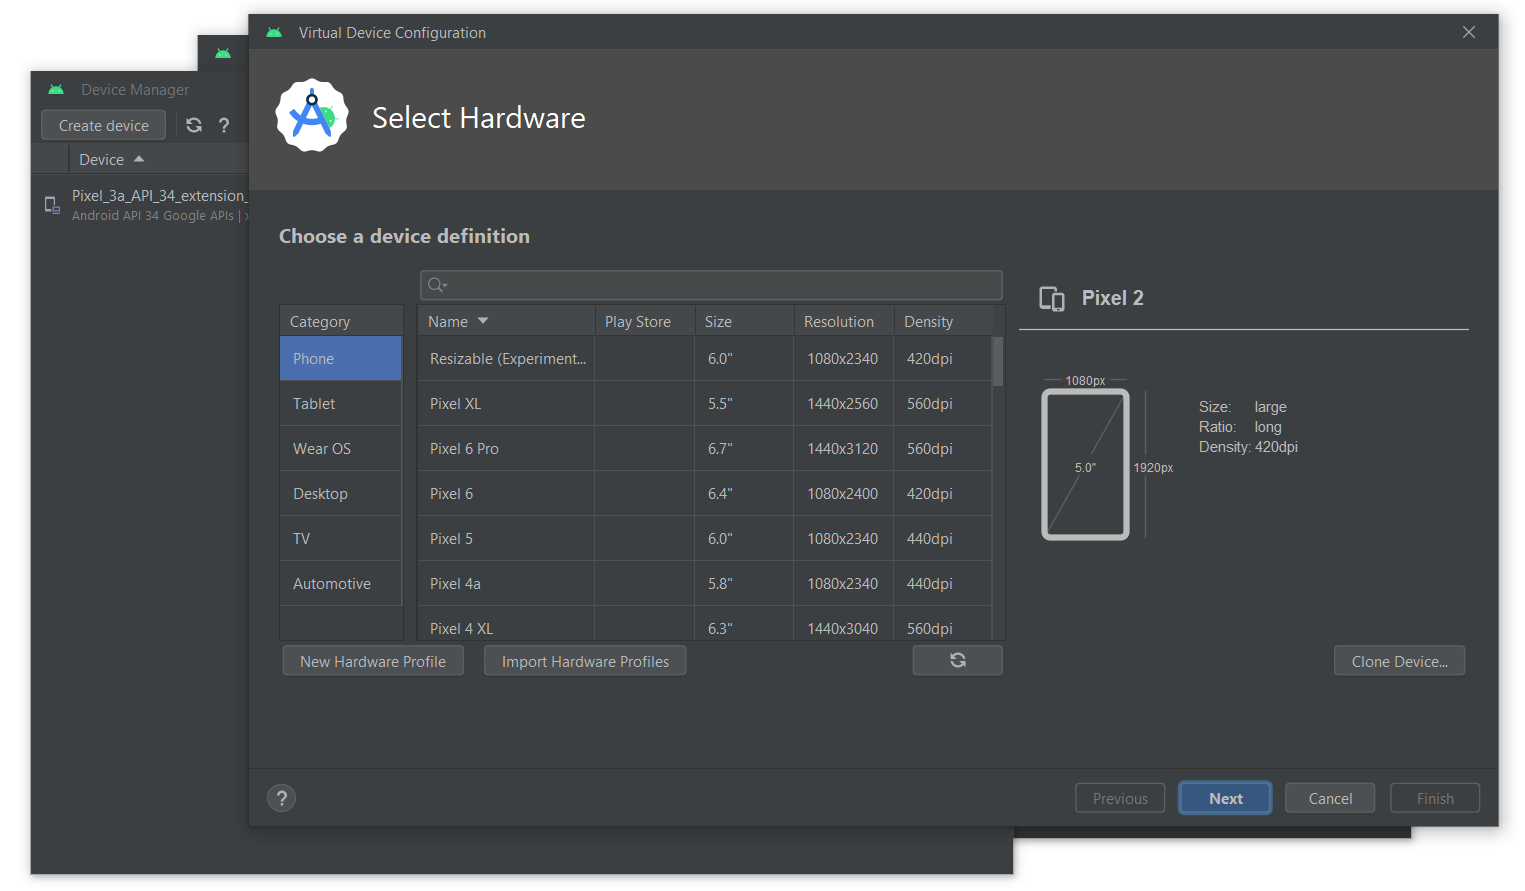 Virtual Device Configuration
Device Manager
Create device
?
Select Hardware
Device
Pixel_3a_API_34_extension_
Android API 34 Google APIs |
Choose a device definition
Pixel 2
Category
Name Play Store Size Resolution Density
Phone
Tablet
Wear OS
Desktop
TV
Automotive
Resizable (Experiment... 6.0" 1080x2340 420dpi
Pixel XL 5.5" 1440x2560 560dpi
Pixel 6 Pro 6.7" 1440x3120 560dpi
Pixel 6 6.4" 1080x2400 420dpi
Pixel 5 6.0" 1080x2340 440dpi
Pixel 4a 5.8" 1080x2340 440dpi
Pixel 4 XL 6.3" 1440x3040 560dpi
1080px
5.0"
1920px
Size: large
Ratio: long
Density: 420dpi
New Hardware Profile
Import Hardware Profiles
Clone Device...
?
Previous
Next
Cancel
Finish